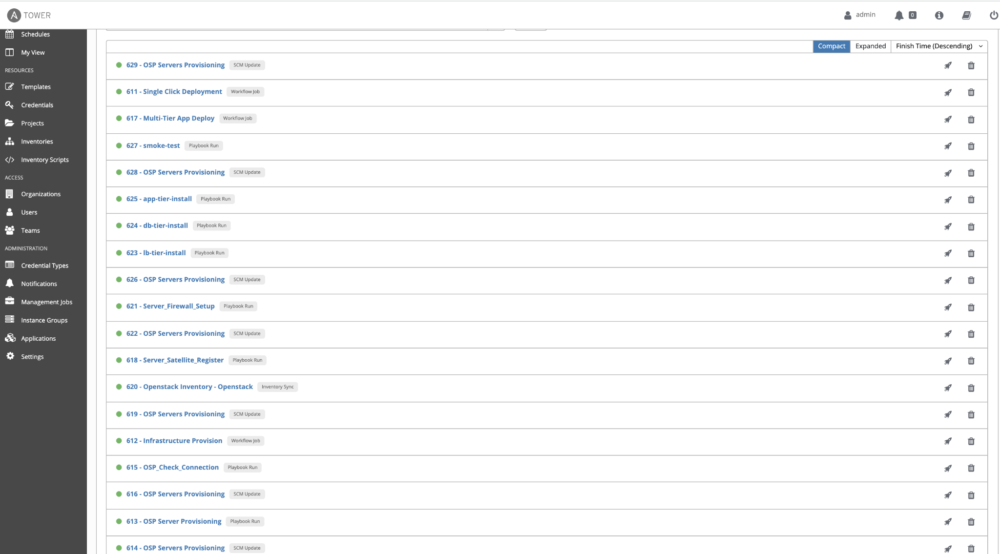 A TOWER
admin
0
Schedules
My View
RESOURCES
Templates
Credentials
Projects
Inventories
Inventory Scripts
ACCESS
Organizations
Users
Teams
ADMINISTRATION
Credential Types
Notifications
Management Jobs
Instance Groups
Applications
Settings
Compact Expanded Finish Time (Descending)
629 - OSP Servers Provisioning SCM Update
611 - Single Click Deployment Workflow Job
617 - Multi-Tier App Deploy Workflow Job
627 - smoke-test Playbook Run
628 - OSP Servers Provisioning SCM Update
625 - app-tier-install Playbook Run
624 - db-tier-install Playbook Run
623 - lb-tier-install Playbook Run
626 - OSP Servers Provisioning SCM Update
621 - Server_Firewall_Setup Playbook Run
622 - OSP Servers Provisioning SCM Update
618 - Server_Satellite_Register Playbook Run
620 - Openstack Inventory - Openstack Inventory Sync
619 - OSP Servers Provisioning SCM Update
612 - Infrastructure Provision Workflow Job
615 - OSP_Check_Connection Playbook Run
616 - OSP Servers Provisioning SCM Update
613 - OSP Server Provisioning Playbook Run
614 - OSP Servers Provisioning SCM Update